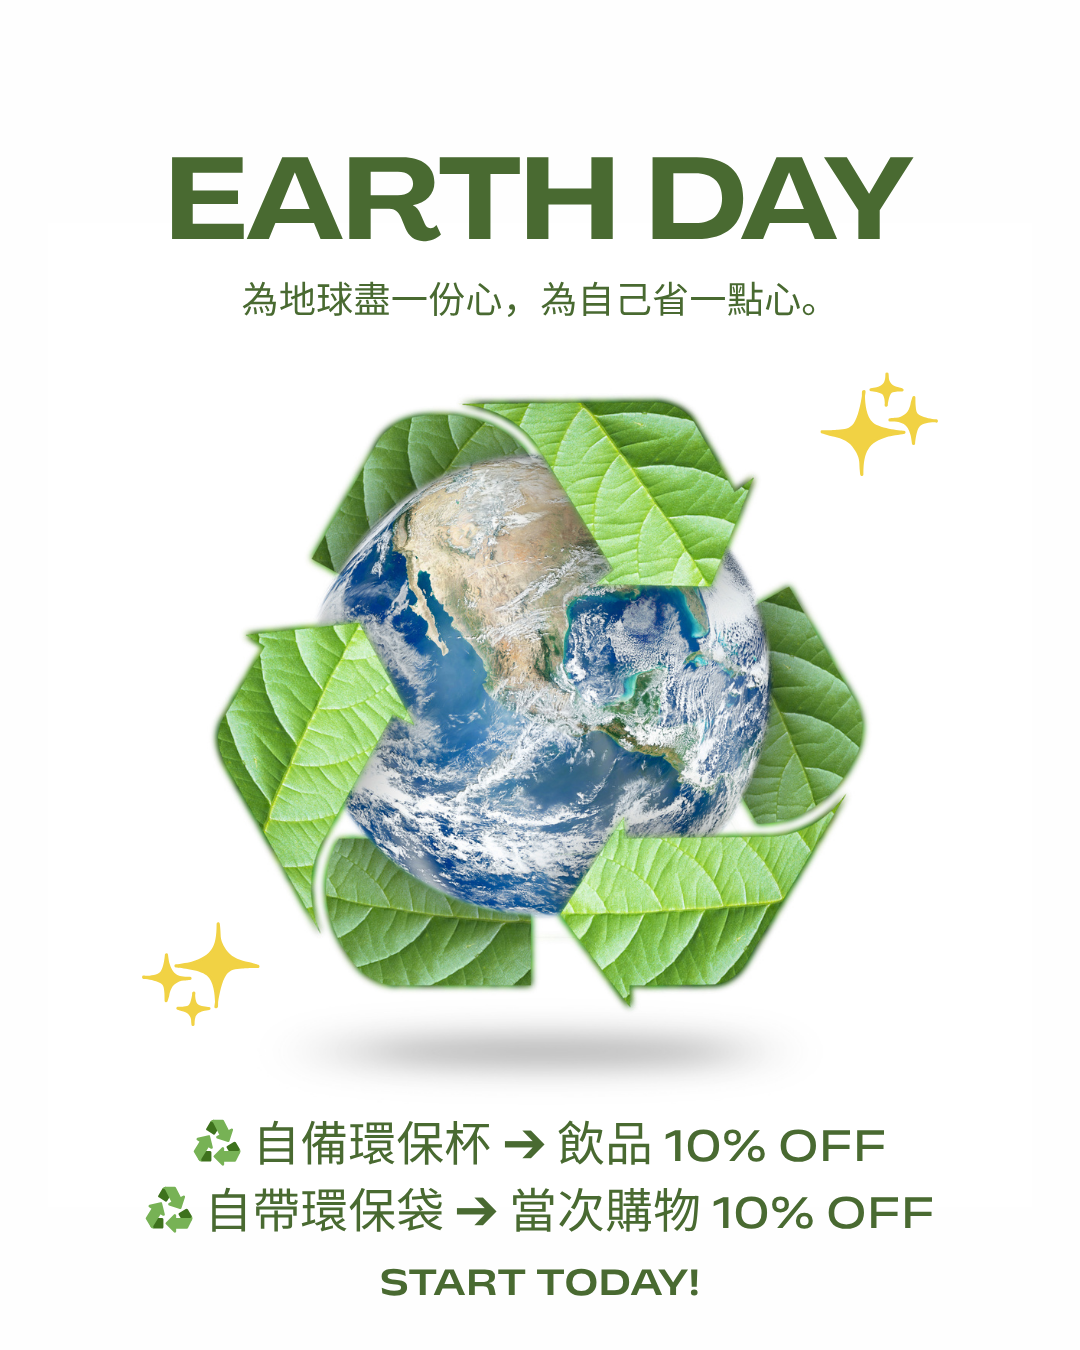 EARTH DAY
為地球盡一份心，為自己省一點心。
♻ 自備環保杯 ➔ 飲品 10% OFF
♻ 自帶環保袋 ➔ 當次購物 10% OFF
START TODAY!